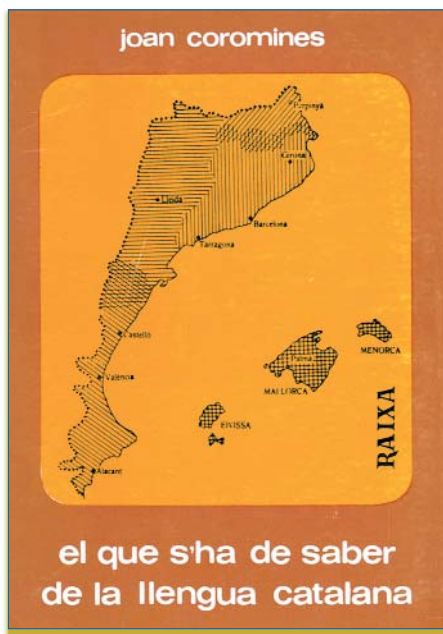 joan coromines
Perpinyà
Girona
Lleida
Barcelona
Tarragona
Castelló
València
Palma
MENORCA
MALLORCA
EIVISSA
Alacant
RAIXA
el que s'ha de saber
de la llengua catalana